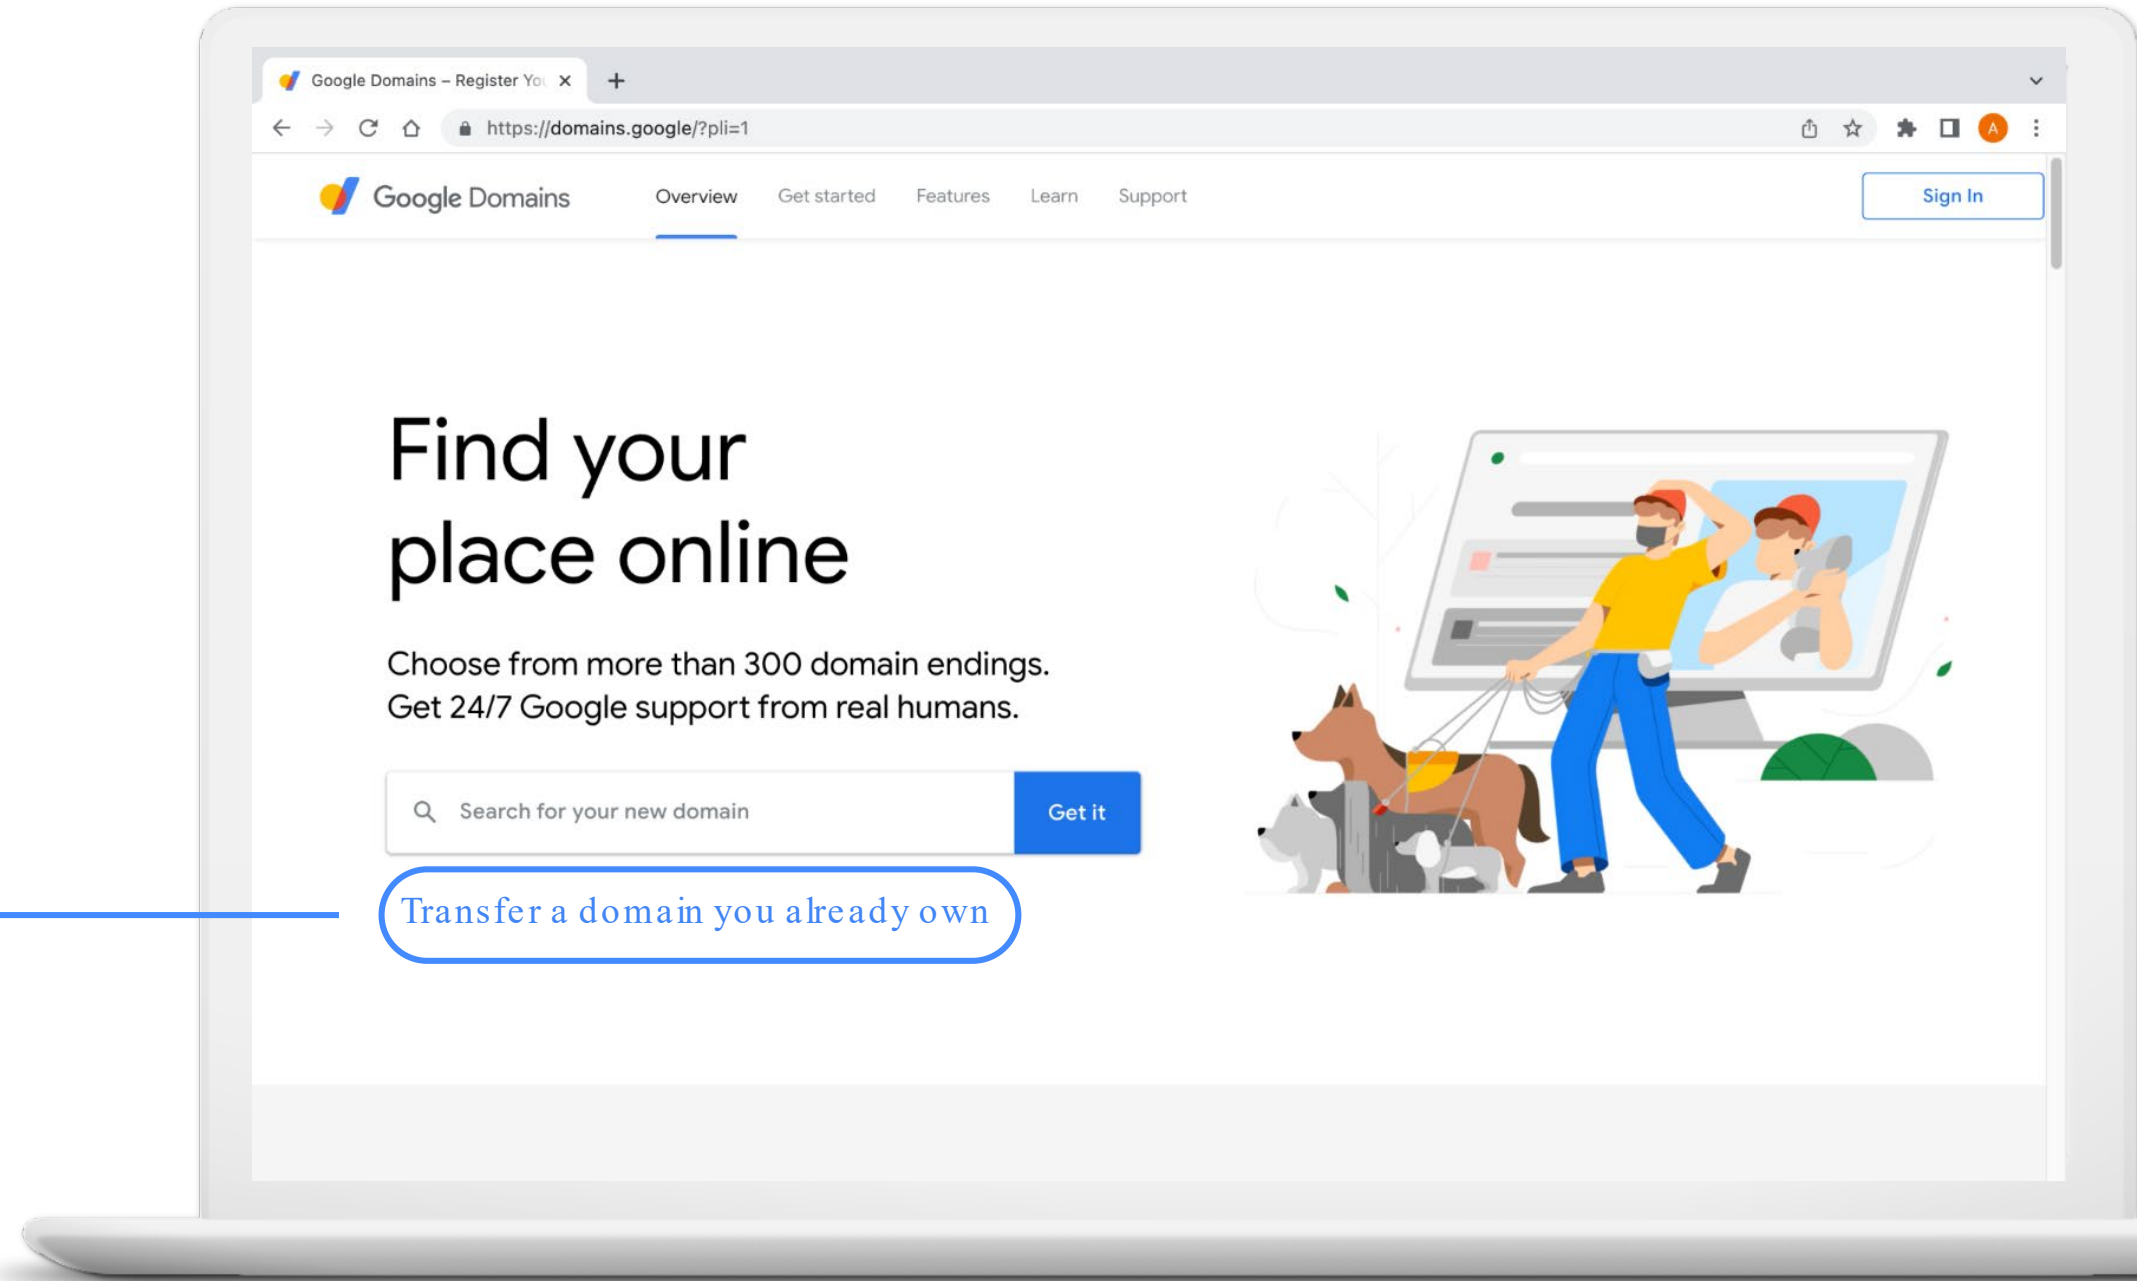 Google Domains – Register You
https://domains.google/?pli=1
A
Google Domains
Overview
Get started
Features
Learn
Support
Sign In
Find your
place online
Choose from more than 300 domain endings.
Get 24/7 Google support from real humans.
Search for your new domain
Get it
Transfer a domain you already own